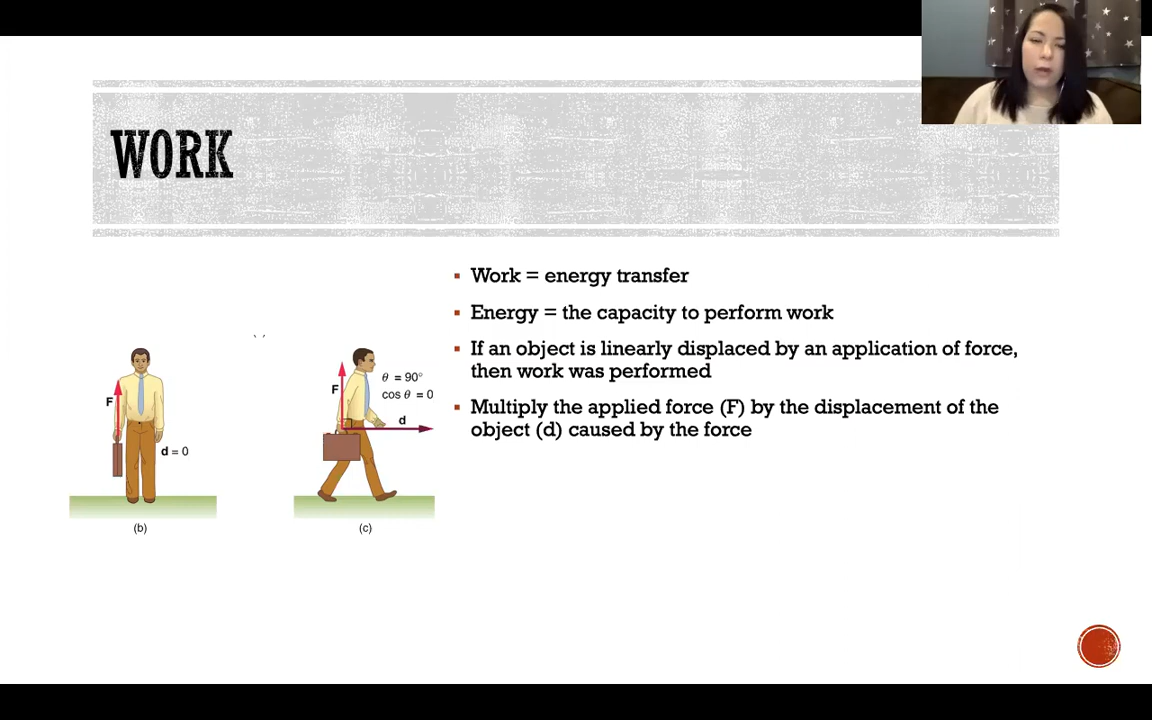 WORK
Work = energy transfer
Energy = the capacity to perform work
If an object is linearly displaced by an application of force,
then work was performed
Multiply the applied force (F) by the displacement of the
object (d) caused by the force
F
d = 0
(b)
F
θ = 90°
cos θ = 0
d
(c)